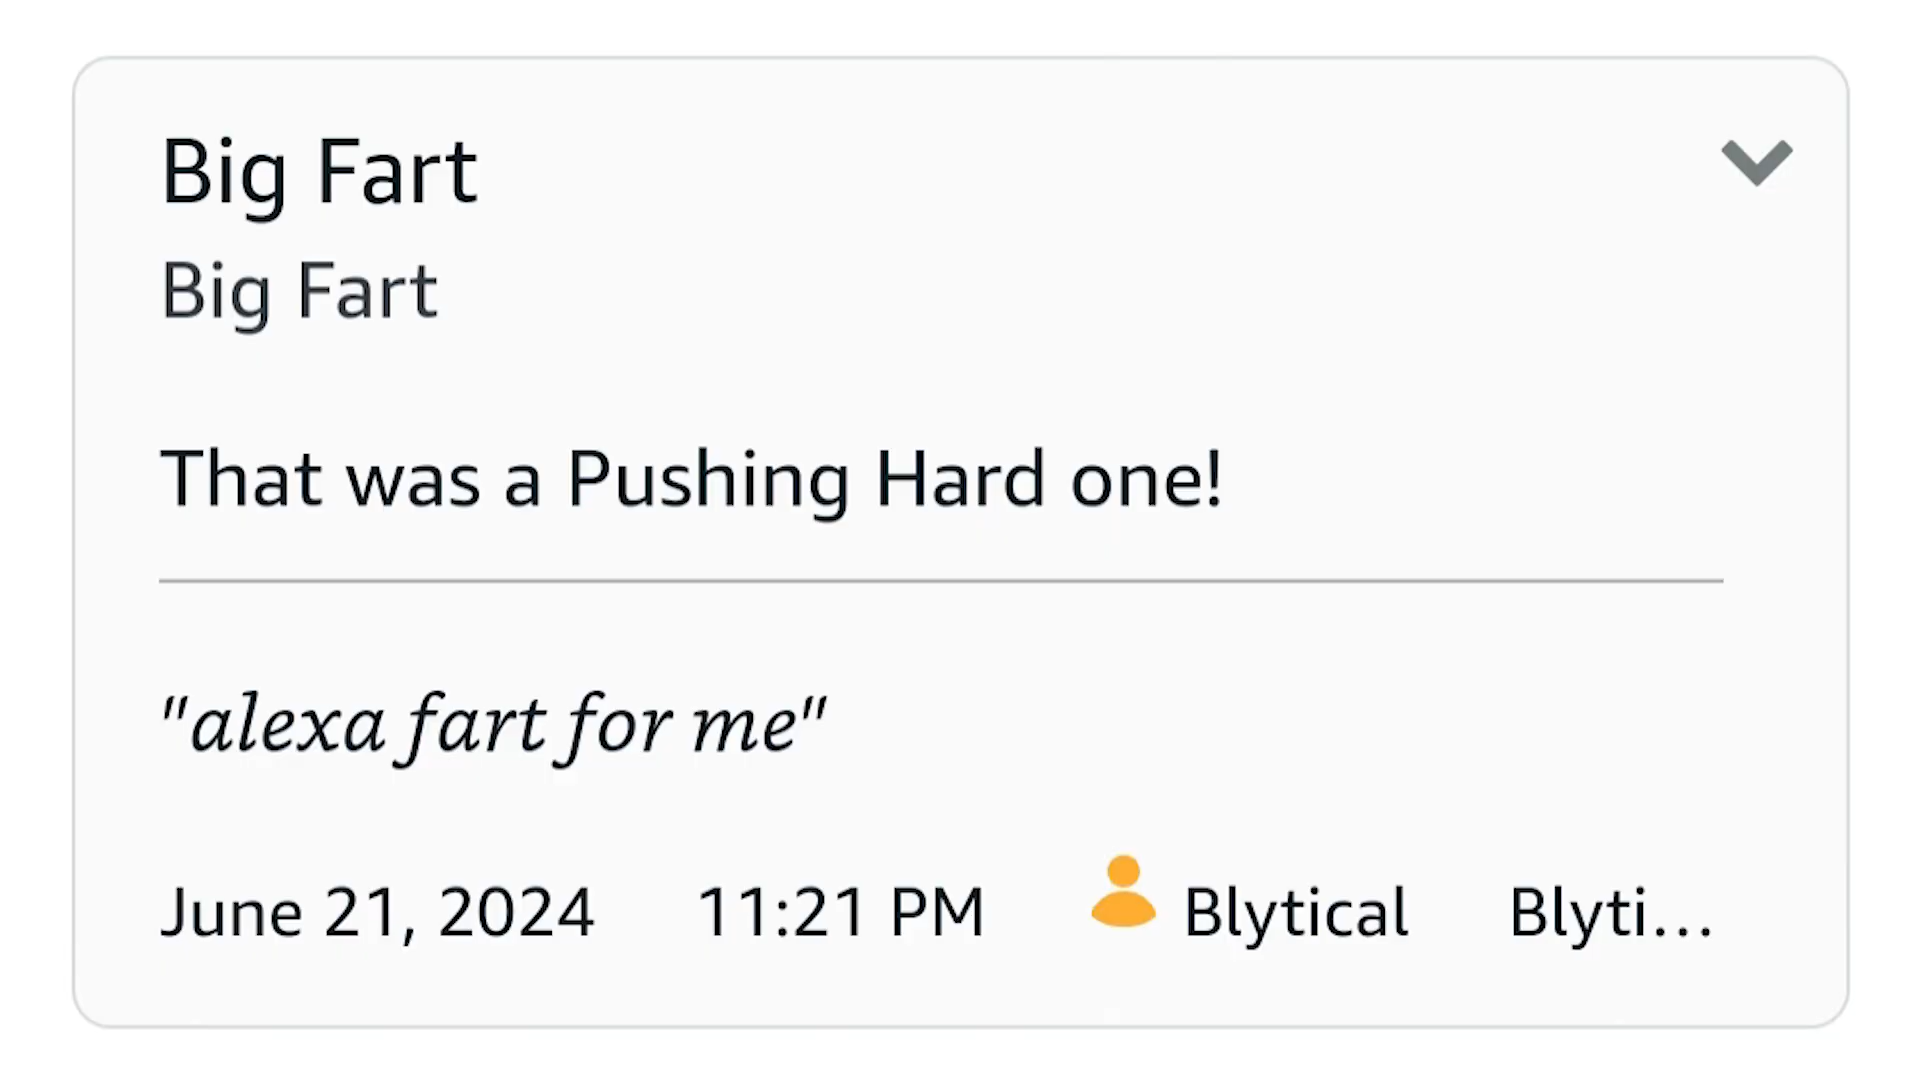 Big Fart
Big Fart
That was a Pushing Hard one!
"alexa fart for me"
June 21, 2024 11:21 PM Blytical Blyti...